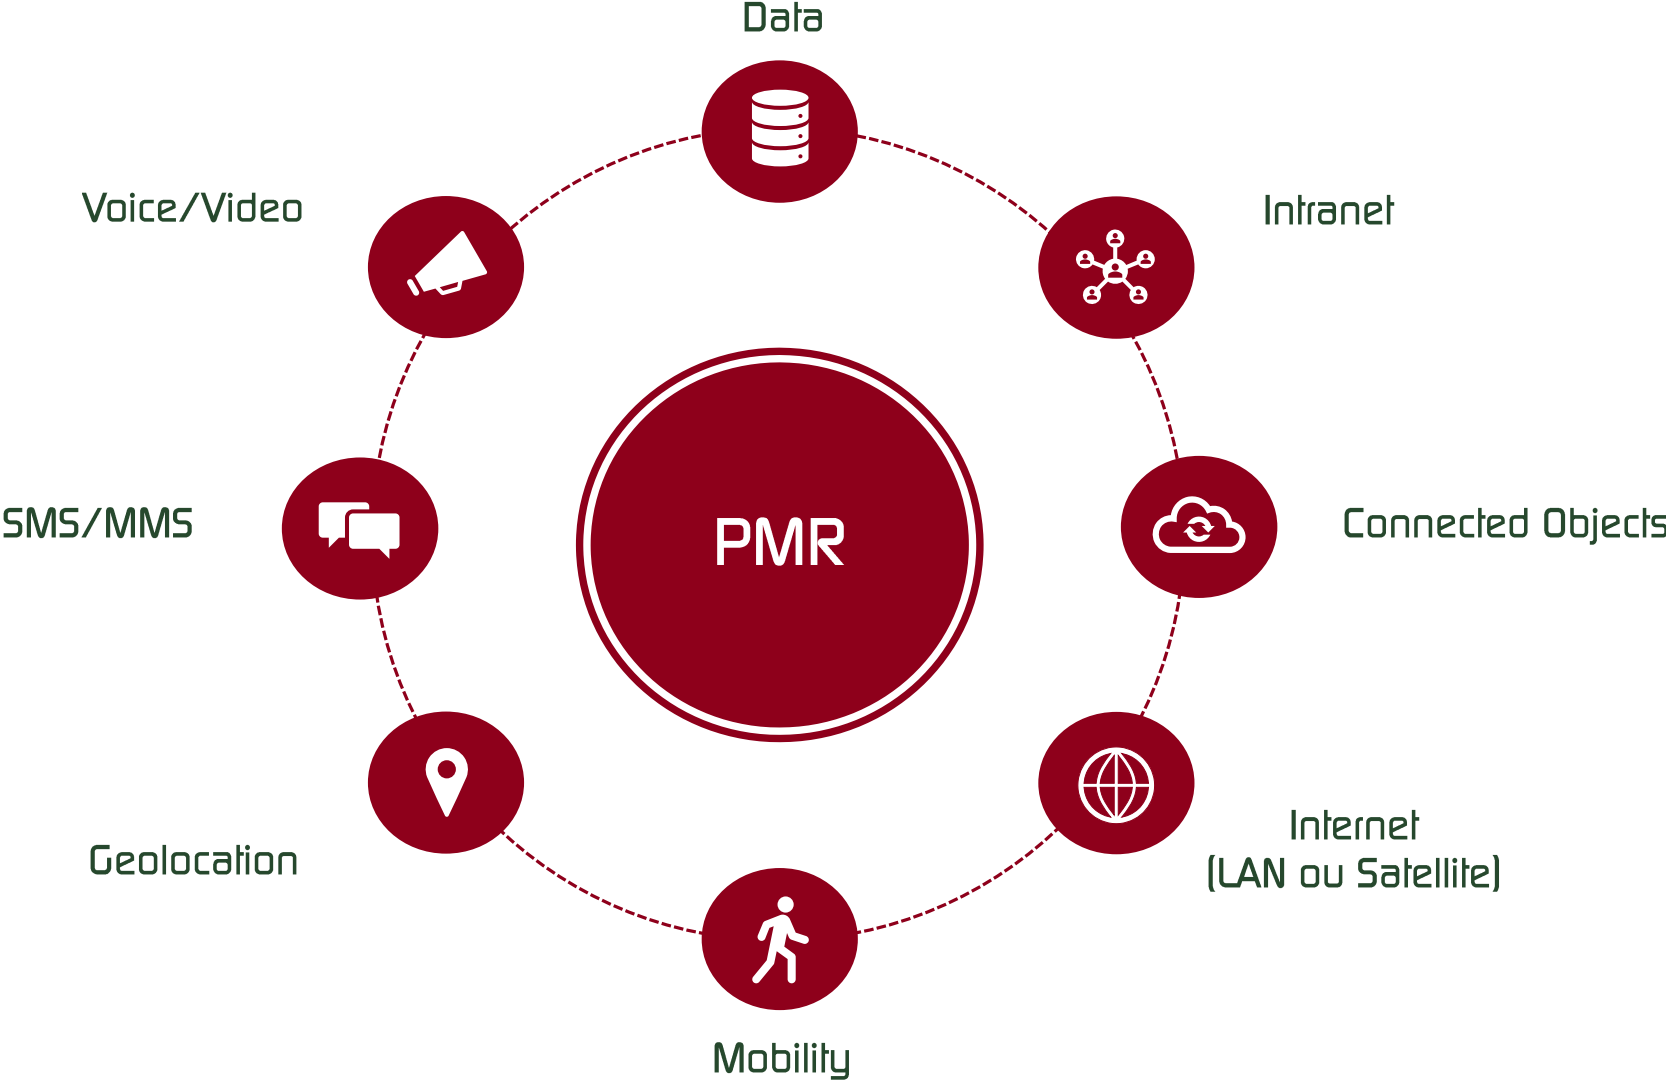 Data
Voice/Video
Intranet
SMS/MMS
Connected Objects
PMR
Geolocation
Internet
(LAN ou Satellite)
Mobility